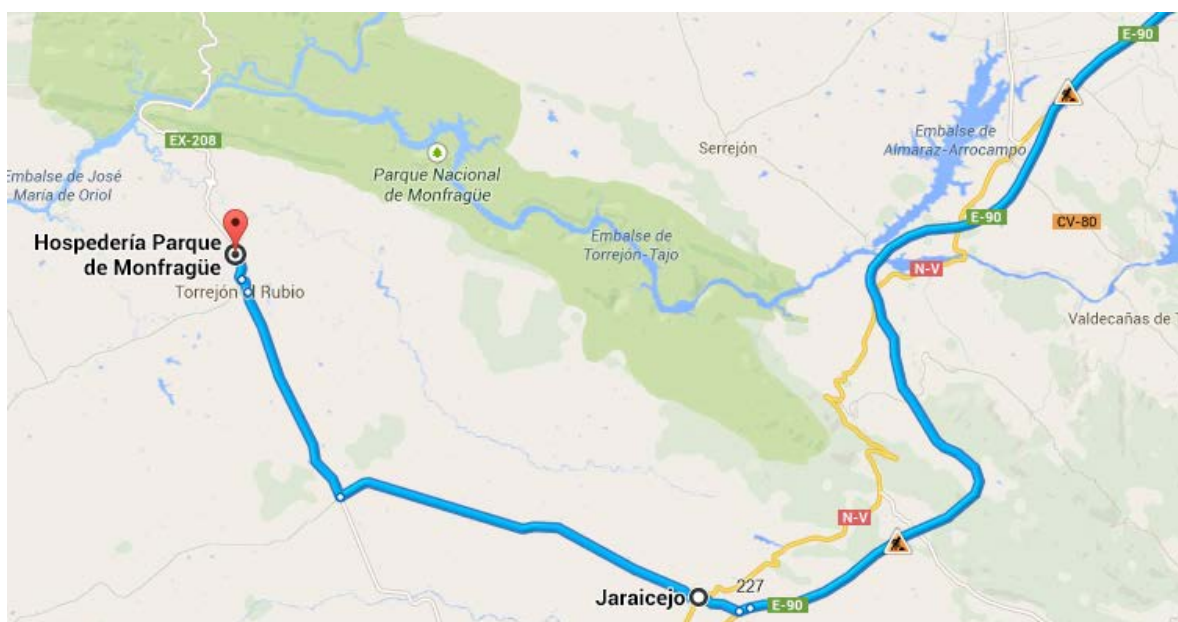 E-90
EX-208
Embalse de
Almaraz-Arrocampo
Serrejón
Parque Nacional
de Monfragüe
Embalse de José
María de Oriol
E-90
CV-80
Hospedería Parque
de Monfragüe
Embalse de
Torrejón-Tajo
N-V
Torrejón el Rubio
Valdecañas de T
N-V
227
Jaraicejo
E-90